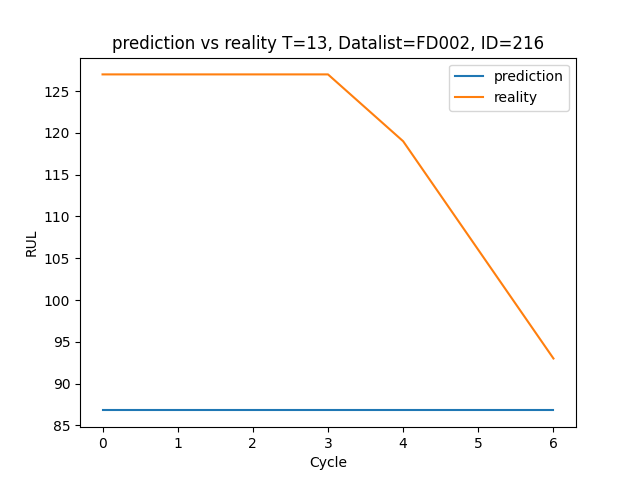 prediction vs reality T=13, Datalist=FD002, ID=216
prediction
reality
125
120
115
110
105
100
95
90
85
RUL
0 1 2 3 4 5 6
Cycle